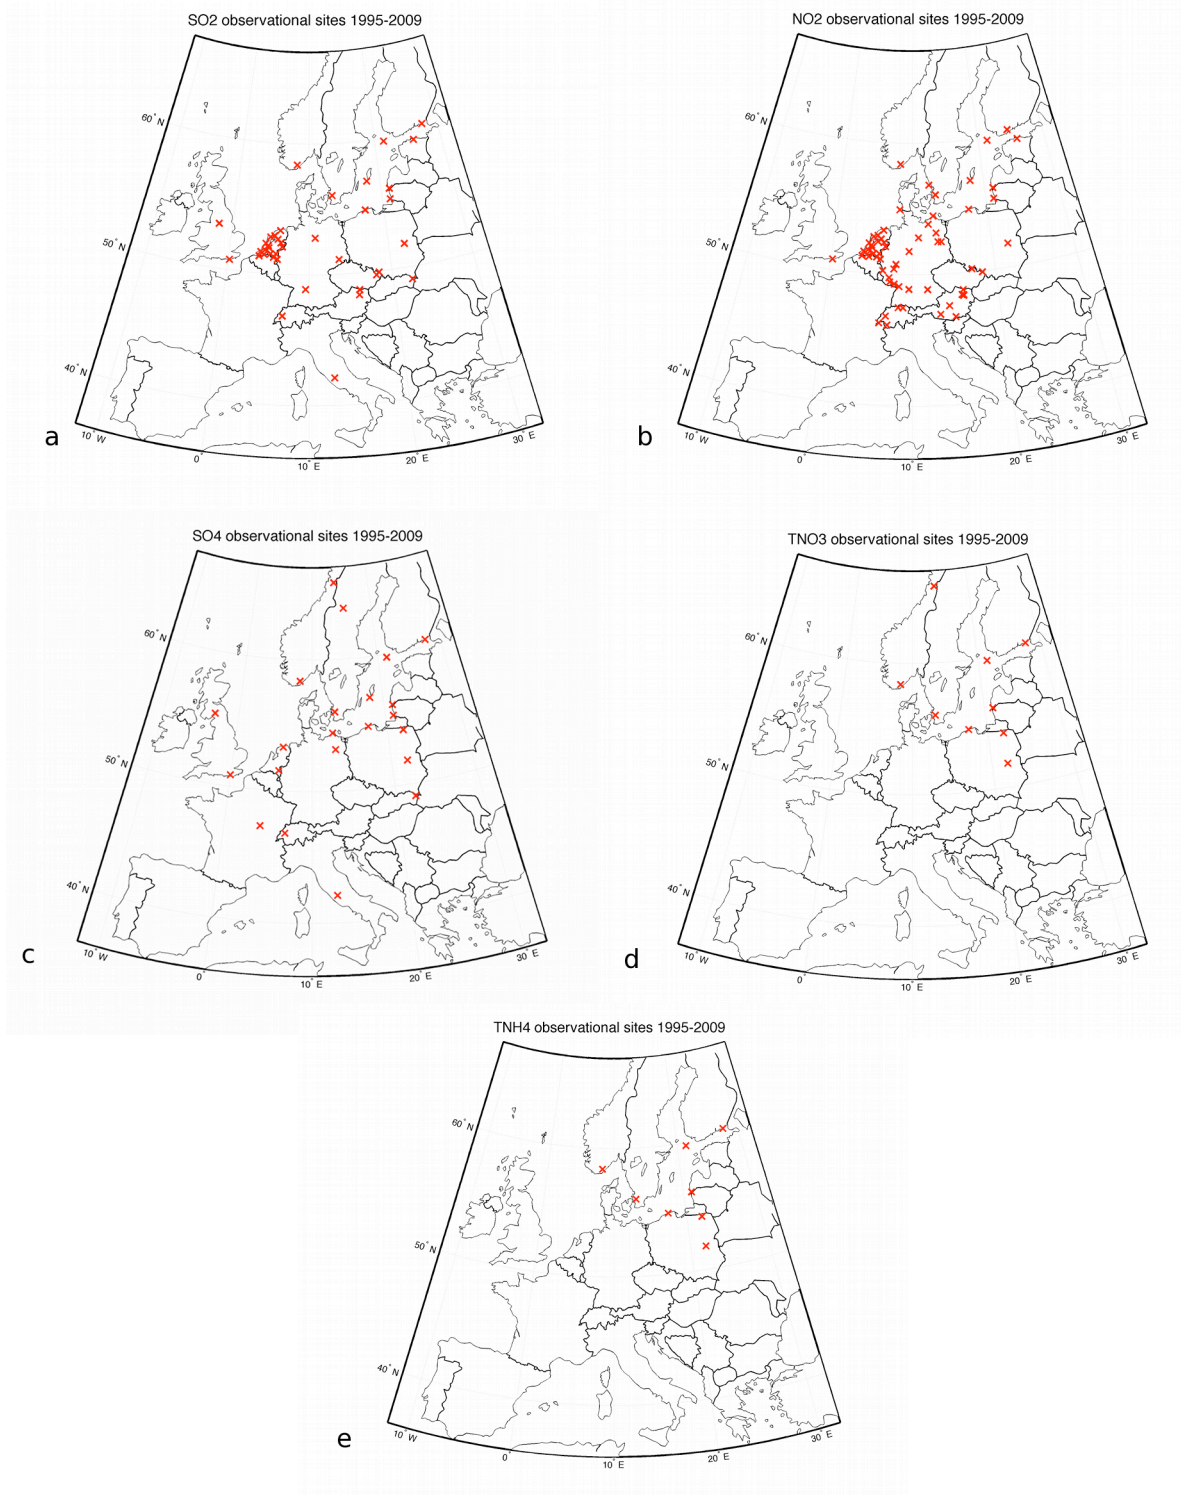 SO2 observational sites 1995-2009
60° N
50° N
40° N
10° W
0°
10° E
20° E
30° E
a
NO2 observational sites 1995-2009
60° N
50° N
40° N
10° W
0°
10° E
20° E
30° E
b
SO4 observational sites 1995-2009
60° N
50° N
40° N
10° W
0°
10° E
20° E
30° E
c
TNO3 observational sites 1995-2009
60° N
50° N
40° N
10° W
0°
10° E
20° E
30° E
d
TNH4 observational sites 1995-2009
60° N
50° N
40° N
10° W
0°
10° E
20° E
30° E
e